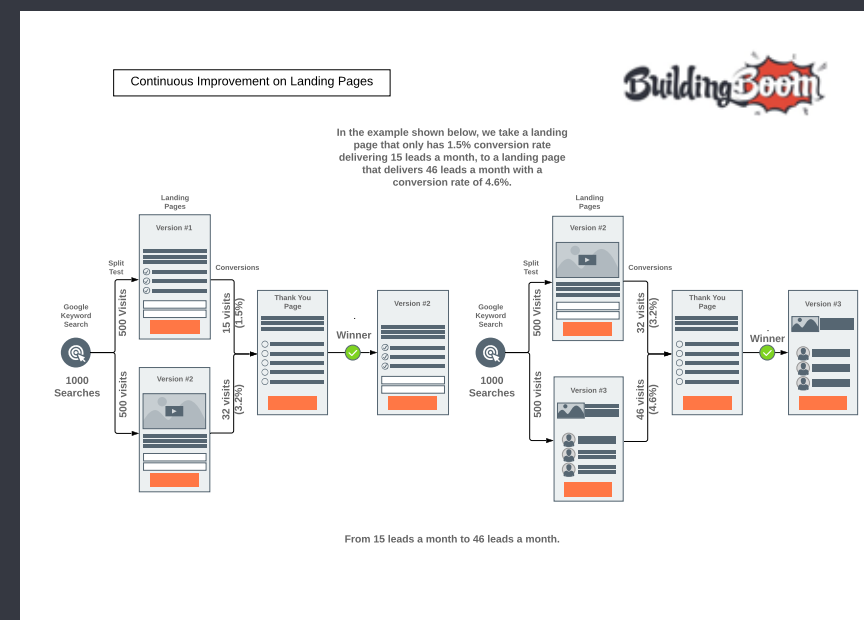 Continuous Improvement on Landing Pages
BuildingBoom
In the example shown below, we take a landing
page that only has 1.5% conversion rate
delivering 15 leads a month, to a landing page
that delivers 46 leads a month with a
conversion rate of 4.6%.
Landing
Pages
Version #1
Split
Test
Conversions
Google
Keyword
Search
500 Visits
15 visits
(1.5%)
Thank You
Page
Winner
Version #2
1000
Searches
500 visits
Version #2
32 visits
(3.2%)
Landing
Pages
Version #2
Split
Test
Conversions
Google
Keyword
Search
500 Visits
32 visits
(3.2%)
Thank You
Page
Winner
Version #3
1000
Searches
500 visits
Version #3
46 visits
(4.6%)
From 15 leads a month to 46 leads a month.